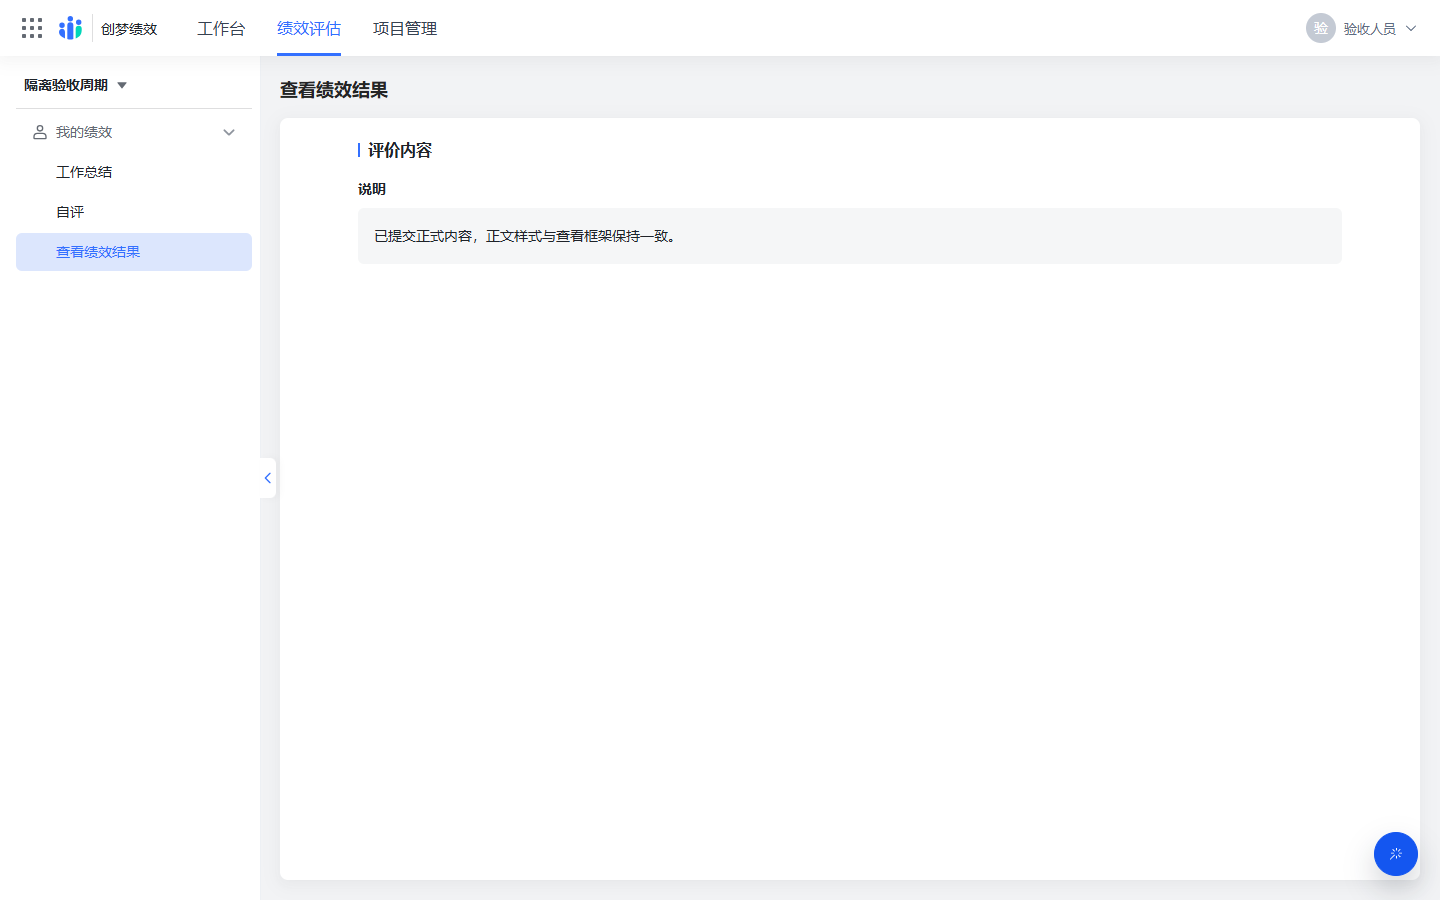 创梦绩效
工作台
绩效评估
项目管理
验
验收人员
隔离验收周期
我的绩效
工作总结
自评
查看绩效结果
查看绩效结果
评价内容
说明
已提交正式内容，正文样式与查看框架保持一致。